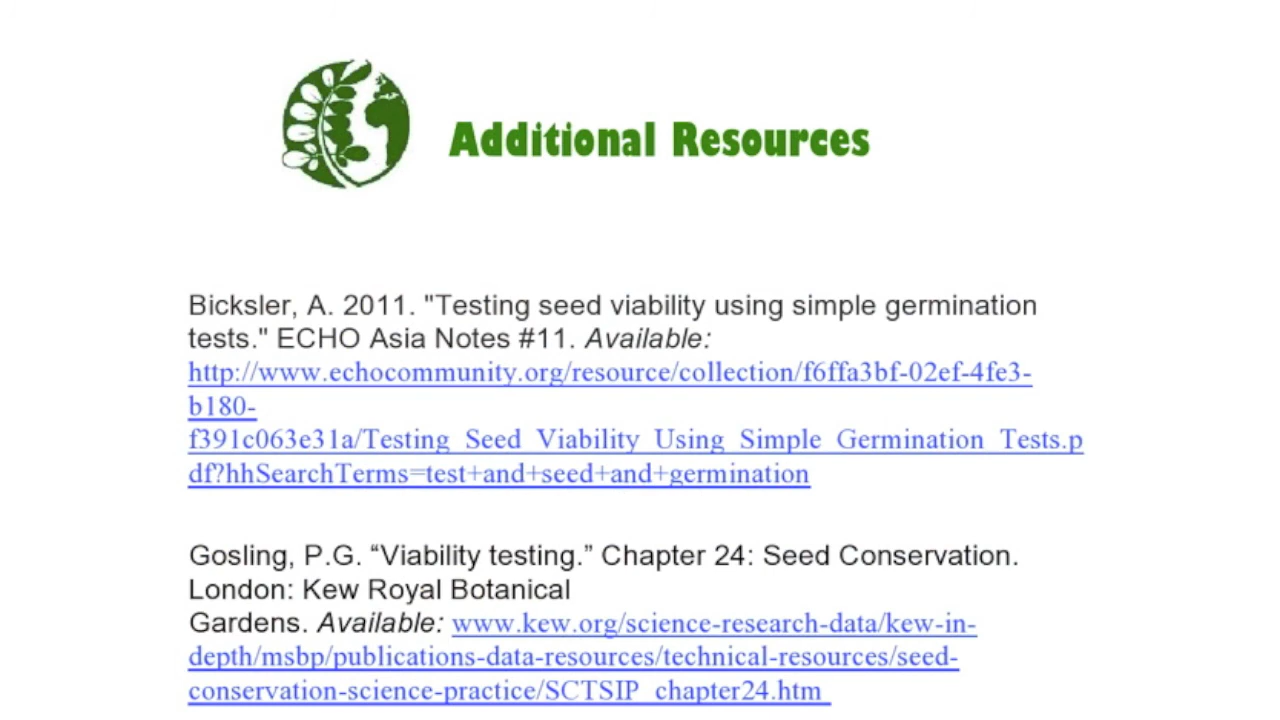 Additional Resources
Bicksler, A. 2011. "Testing seed viability using simple germination
tests." ECHO Asia Notes #11. Available:
http://www.echocommunity.org/resource/collection/f6ffa3bf-02ef-4fe3-
b180-
f391c063e31a/Testing_Seed_Viability_Using_Simple_Germination_Tests.p
df?hhSearchTerms=test+and+seed+and+germination
Gosling, P.G. “Viability testing.” Chapter 24: Seed Conservation.
London: Kew Royal Botanical
Gardens. Available: www.kew.org/science-research-data/kew-in-
depth/msbp/publications-data-resources/technical-resources/seed-
conservation-science-practice/SCTSIP_chapter24.htm